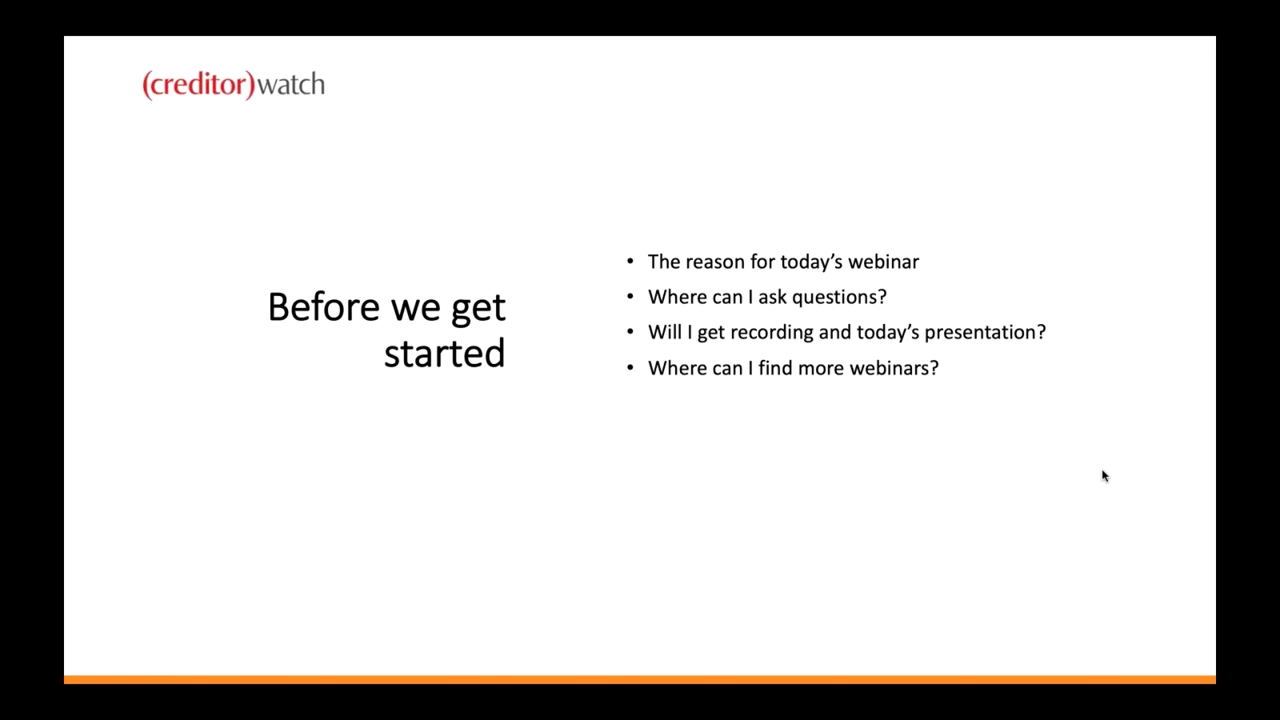 (creditor)watch
Before we get
started
• The reason for today’s webinar
• Where can I ask questions?
• Will I get recording and today’s presentation?
• Where can I find more webinars?